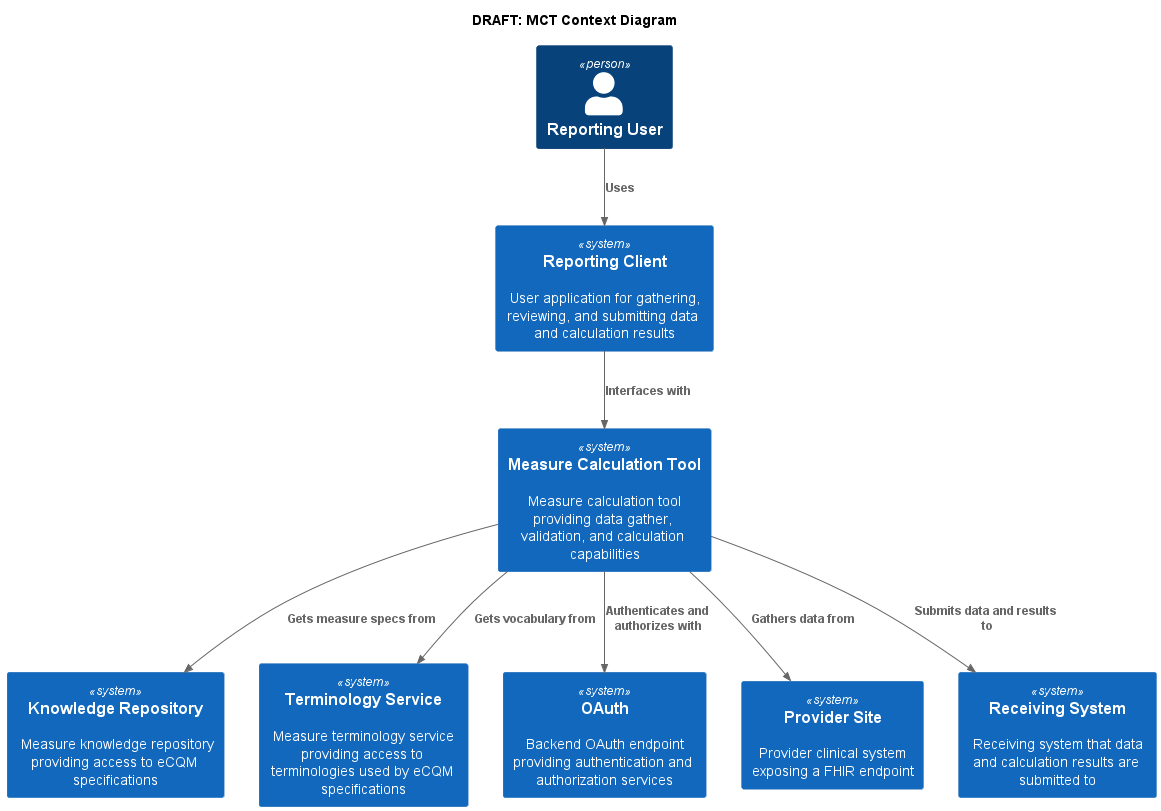 DRAFT: MCT Context Diagram
«person»
Reporting User
Uses
«system»
Reporting Client
User application for gathering,
reviewing, and submitting data
and calculation results
Interfaces with
«system»
Measure Calculation Tool
Measure calculation tool
providing data gather,
validation, and calculation
capabilities
Gets measure specs from
Gets vocabulary from
Authenticates and
authorizes with
Gathers data from
Submits data and results
to
«system»
Knowledge Repository
Measure knowledge repository
providing access to eCQM
specifications
«system»
Terminology Service
Measure terminology service
providing access to
terminologies used by eCQM
specifications
«system»
OAuth
Backend OAuth endpoint
providing authentication and
authorization services
«system»
Provider Site
Provider clinical system
exposing a FHIR endpoint
«system»
Receiving System
Receiving system that data
and calculation results are
submitted to